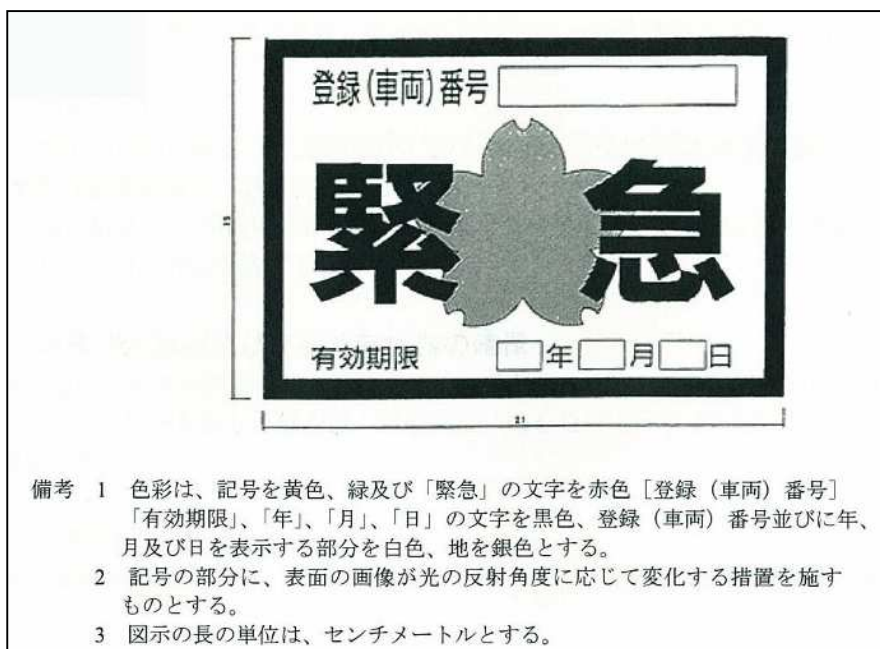 登録(車両)番号
緊急
有効期限 年 月 日
15
21
備考 1 色彩は、記号を黄色、緑及び「緊急」の文字を赤色[登録(車両)番号]
「有効期限」、「年」、「月」、「日」の文字を黒色、登録(車両)番号並びに年、
月及び日を表示する部分を白色、地を銀色とする。
2 記号の部分に、表面の画像が光の反射角度に応じて変化する措置を施す
ものとする。
3 図示の長の単位は、センチメートルとする。